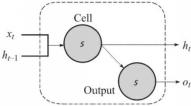 Cell
x_t
h_{t-1}
s
h_t
Output
s
o_t